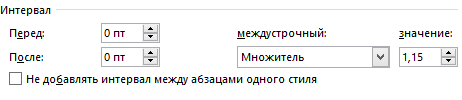 Интервал
Перед: 0 пт междустрочный: значение:
После: 0 пт Множитель 1,15
Не добавлять интервал между абзацами одного стиля